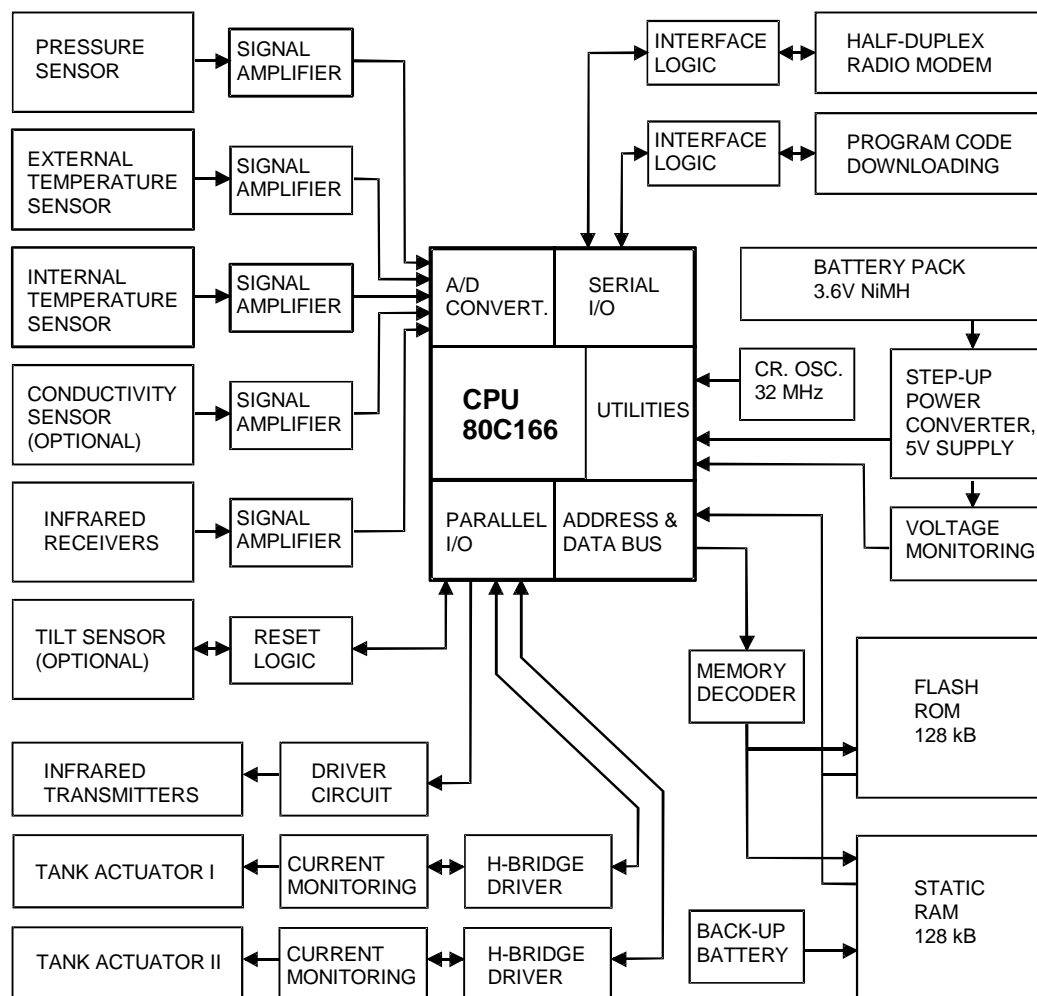 PRESSURE
SENSOR
SIGNAL
AMPLIFIER
INTERFACE
LOGIC
HALF-DUPLEX
RADIO MODEM
EXTERNAL
TEMPERATURE
SENSOR
SIGNAL
AMPLIFIER
INTERFACE
LOGIC
PROGRAM CODE
DOWNLOADING
INTERNAL
TEMPERATURE
SENSOR
SIGNAL
AMPLIFIER
A/D
CONVERT.
SERIAL
I/O
BATTERY PACK
3.6V NiMH
CONDUCTIVITY
SENSOR
(OPTIONAL)
SIGNAL
AMPLIFIER
CPU
80C166
UTILITIES
CR. OSC.
32 MHz
STEP-UP
POWER
CONVERTER,
5V SUPPLY
INFRARED
RECEIVERS
SIGNAL
AMPLIFIER
PARALLEL
I/O
ADDRESS &
DATA BUS
VOLTAGE
MONITORING
TILT SENSOR
(OPTIONAL)
RESET
LOGIC
MEMORY
DECODER
FLASH
ROM
128 kB
INFRARED
TRANSMITTERS
DRIVER
CIRCUIT
TANK ACTUATOR I
CURRENT
MONITORING
H-BRIDGE
DRIVER
STATIC
RAM
128 kB
TANK ACTUATOR II
CURRENT
MONITORING
H-BRIDGE
DRIVER
BACK-UP
BATTERY